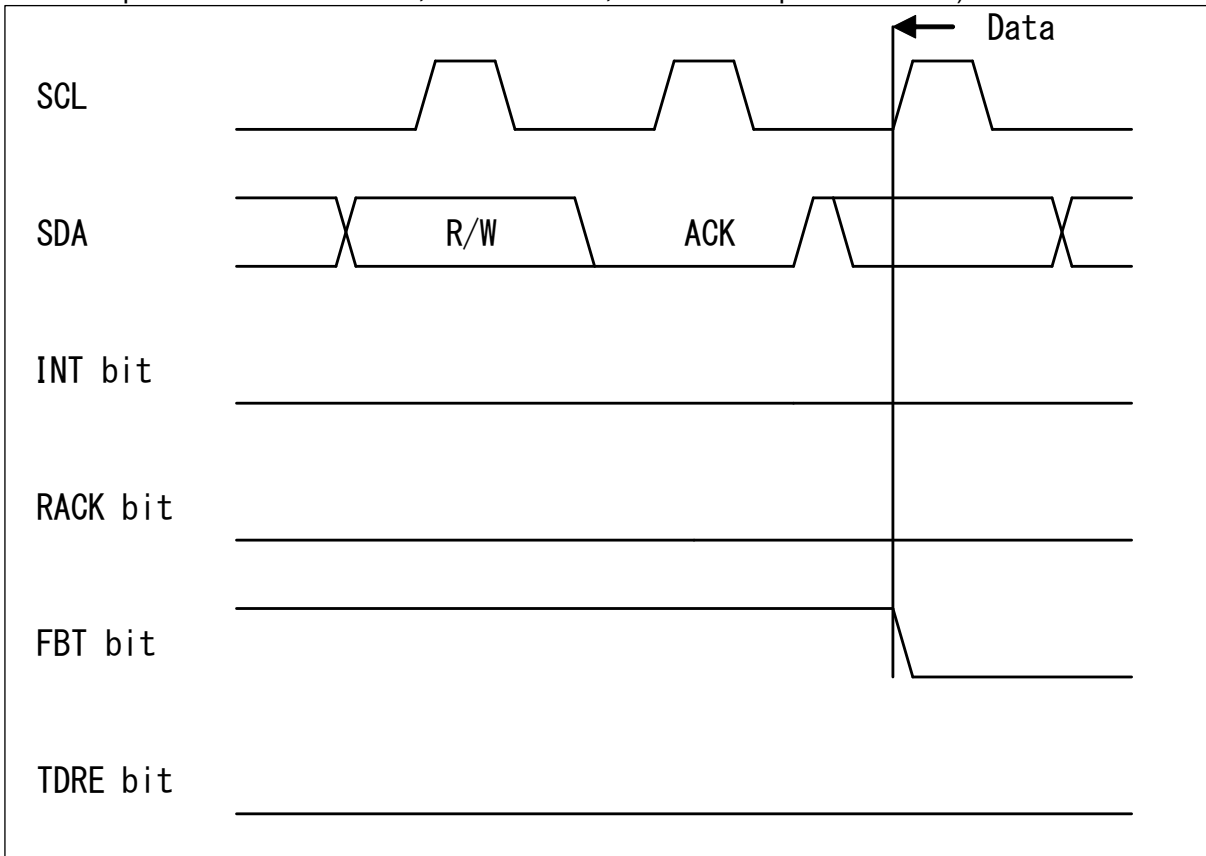 Data
SCL
SDA R/W ACK
INT bit
RACK bit
FBT bit
TDRE bit